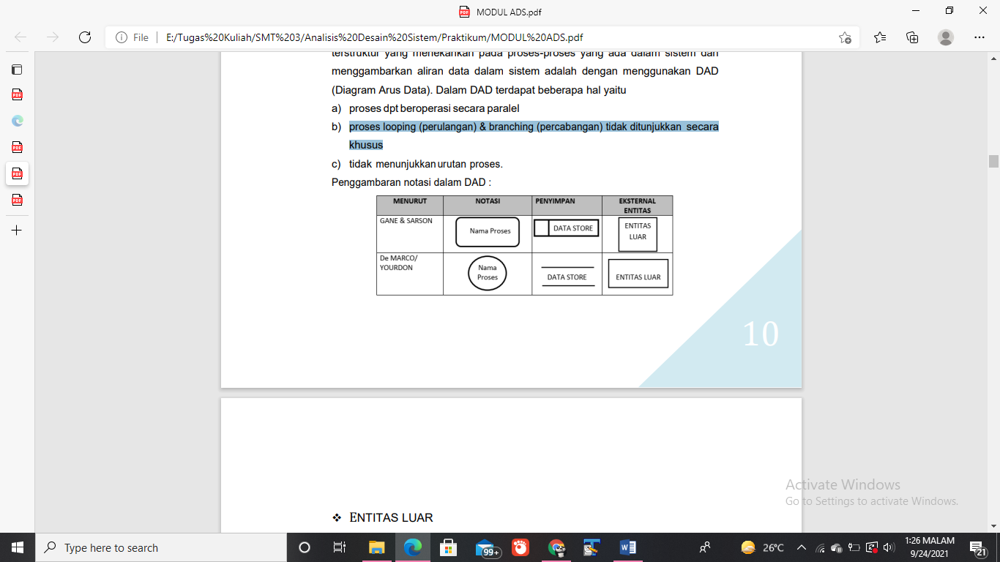 MODUL ADS.pdf
File
E:/Tugas%20Kuliah/SMT%203/Analisis%20Desain%20Sistem/Praktikum/MODUL%20ADS.pdf
terstruktur yang menekankan pada proses-proses yang ada dalam sistem dan
menggambarkan aliran data dalam sistem adalah dengan menggunakan DAD
(Diagram Arus Data). Dalam DAD terdapat beberapa hal yaitu
a) proses dpt beroperasi secara paralel
b) proses looping (perulangan) & branching (percabangan) tidak ditunjukkan secara
khusus
c) tidak menunjukkan urutan proses.
Penggambaran notasi dalam DAD :
MENURUT NOTASI PENYIMPAN EKSTERNAL
ENTITAS
GANE & SARSON Nama Proses DATA STORE ENTITAS
LUAR
De MARCO/
YOURDON
Nama
Proses
DATA STORE
ENTITAS LUAR
10
❖ ENTITAS LUAR
Activate Windows
Go to Settings to activate Windows.
Type here to search
99+
26°C
1:26 MALAM
9/24/2021
21